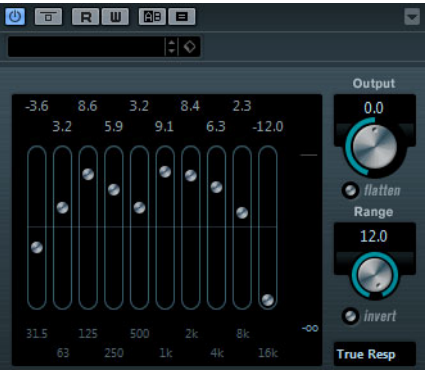 R W AB
Output
-3.6 8.6 3.2 8.4 2.3 0.0
3.2 5.9 9.1 6.3 -12.0
flatten
Range
12.0
invert
-∞
31.5 125 500 2k 8k
63 250 1k 4k 16k
True Resp